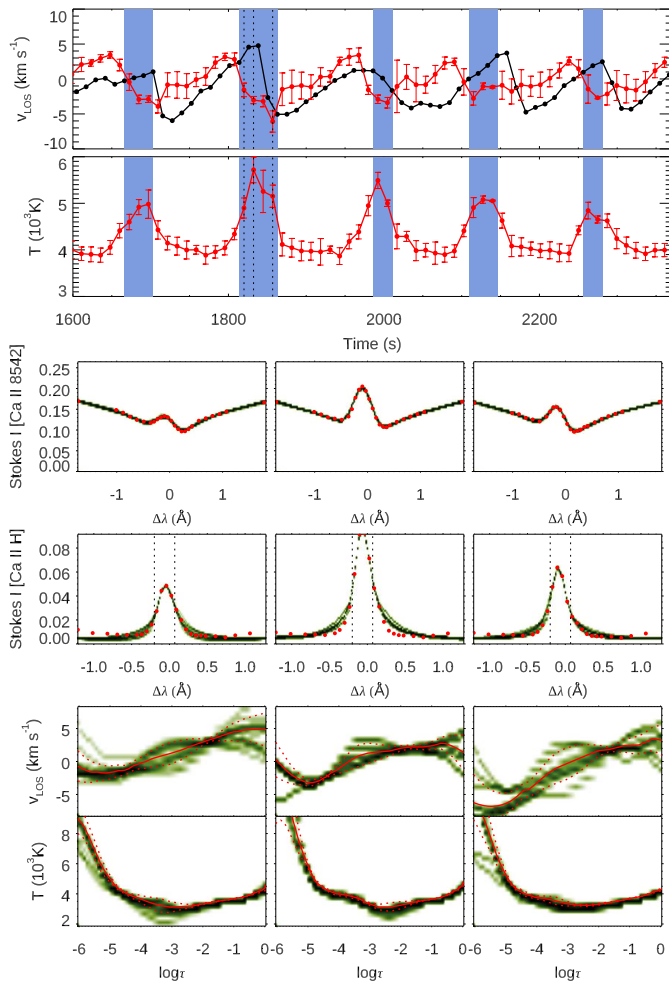 10
5
0
-5
-10
v_LOS (km s⁻¹)
6
5
4
3
T (10³K)
1600 1800 2000 2200
Time (s)
0.25
0.20
0.15
0.10
0.05
0.00
Stokes I [Ca II 8542]
-1 0 1 -1 0 1 -1 0 1
Δλ (Å) Δλ (Å) Δλ (Å)
0.08
0.06
0.04
0.02
0.00
Stokes I [Ca II H]
-1.0 -0.5 0.0 0.5 1.0 -1.0 -0.5 0.0 0.5 1.0 -1.0 -0.5 0.0 0.5 1.0
Δλ (Å) Δλ (Å) Δλ (Å)
5
0
-5
v_LOS (km s⁻¹)
8
6
4
2
T (10³K)
-6 -5 -4 -3 -2 -1 0 -6 -5 -4 -3 -2 -1 0 -6 -5 -4 -3 -2 -1 0
logτ logτ logτ